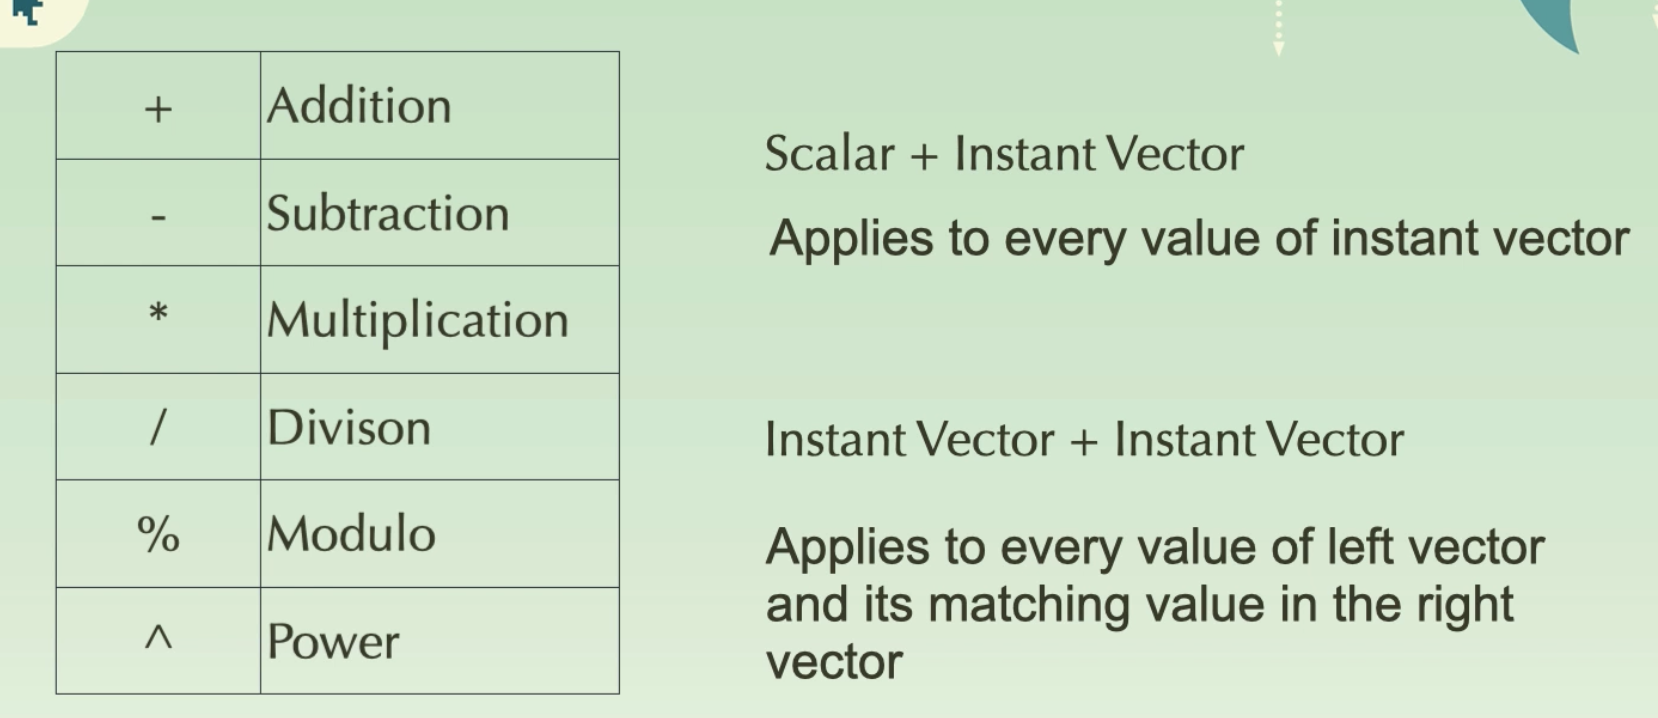 + Addition
- Subtraction
* Multiplication
/ Divison
% Modulo
^ Power
Scalar + Instant Vector
Applies to every value of instant vector
Instant Vector + Instant Vector
Applies to every value of left vector
and its matching value in the right
vector